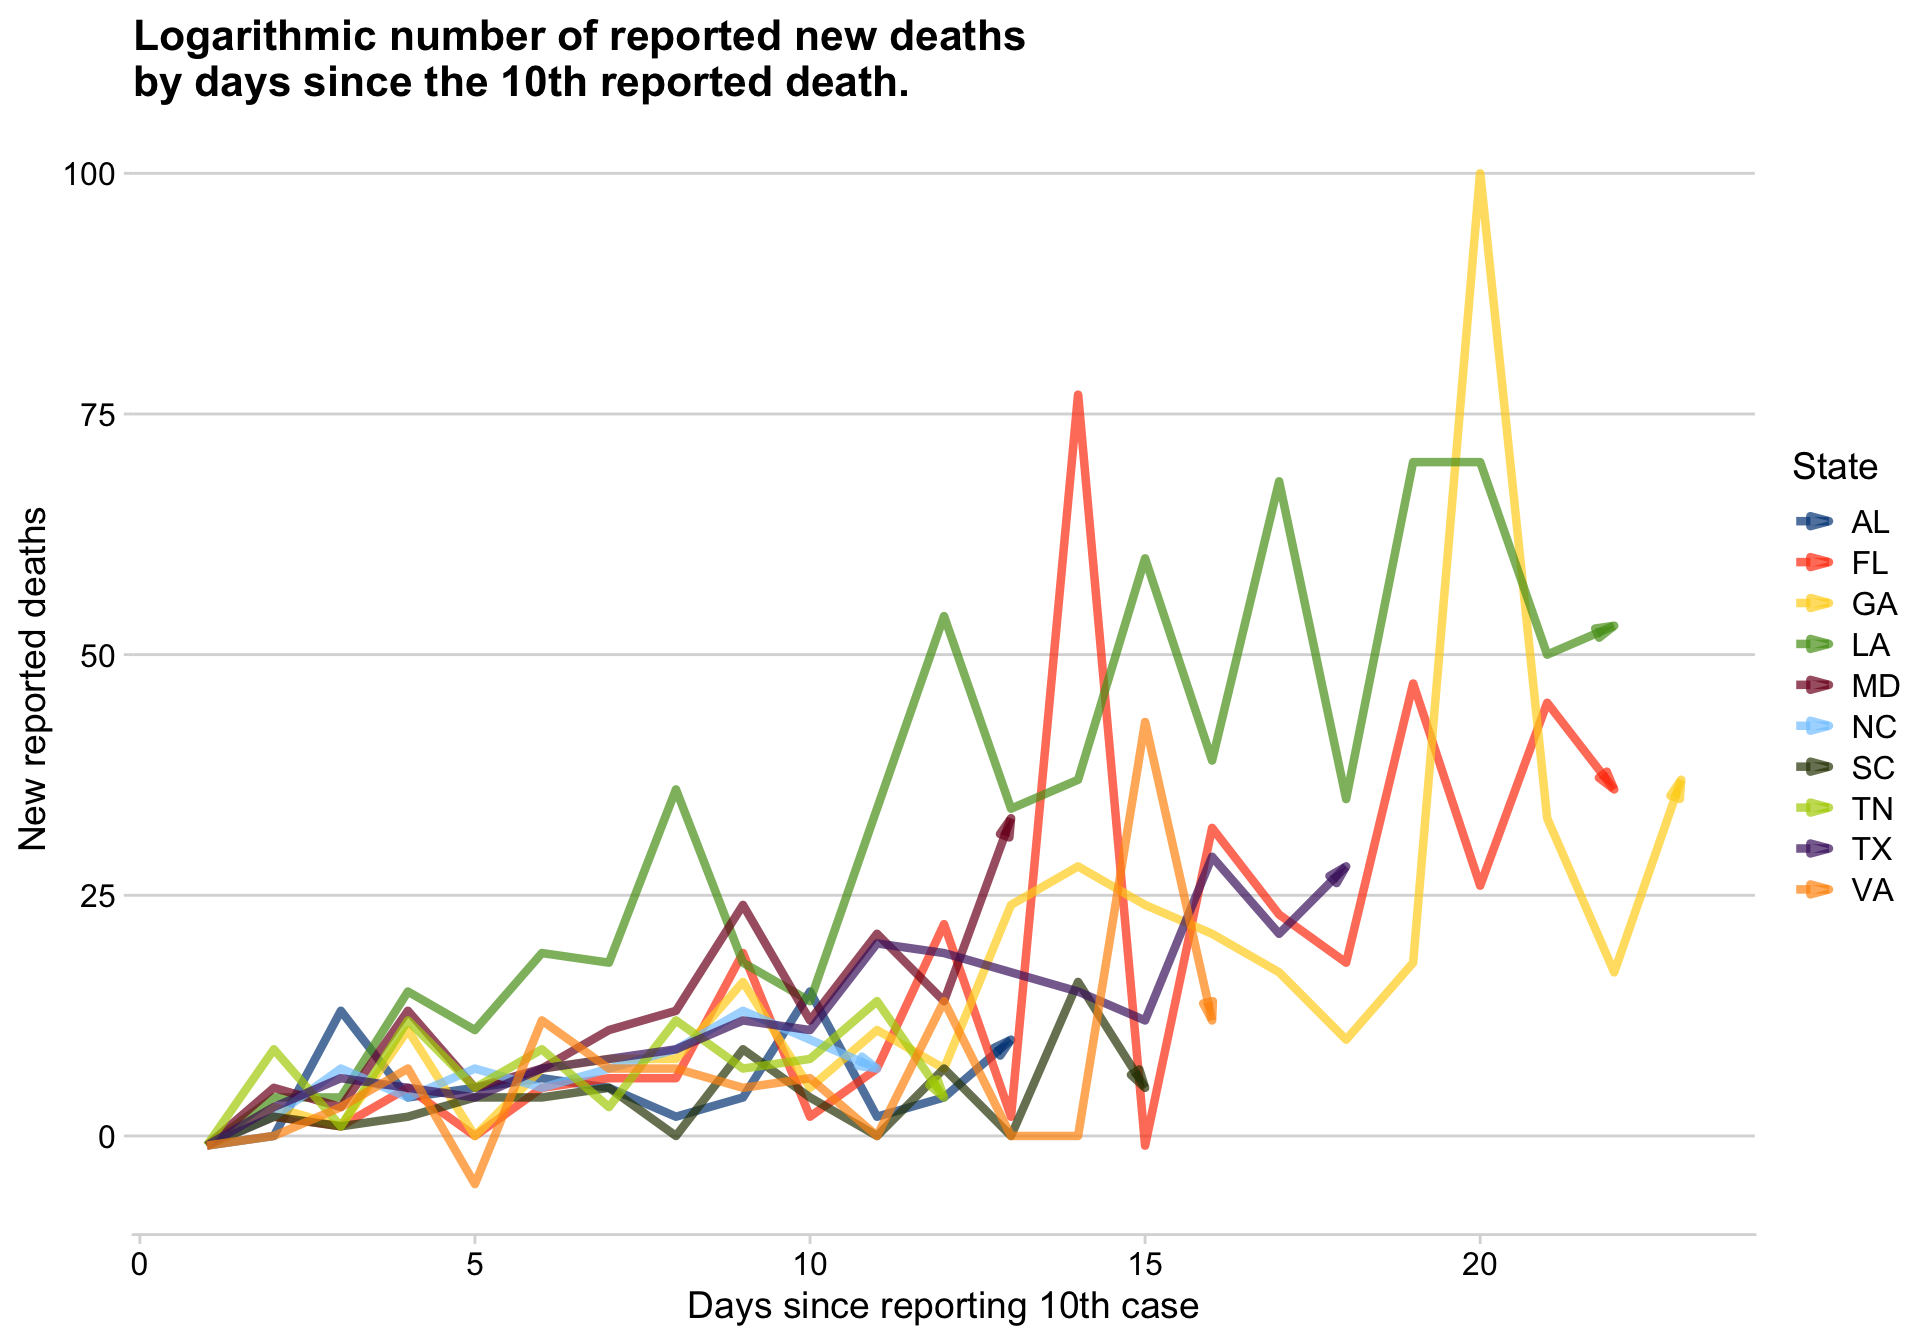 Logarithmic number of reported new deaths
by days since the 10th reported death.
New reported deaths
100
75
50
25
0
0
5
10
15
20
Days since reporting 10th case
State
AL
FL
GA
LA
MD
NC
SC
TN
TX
VA